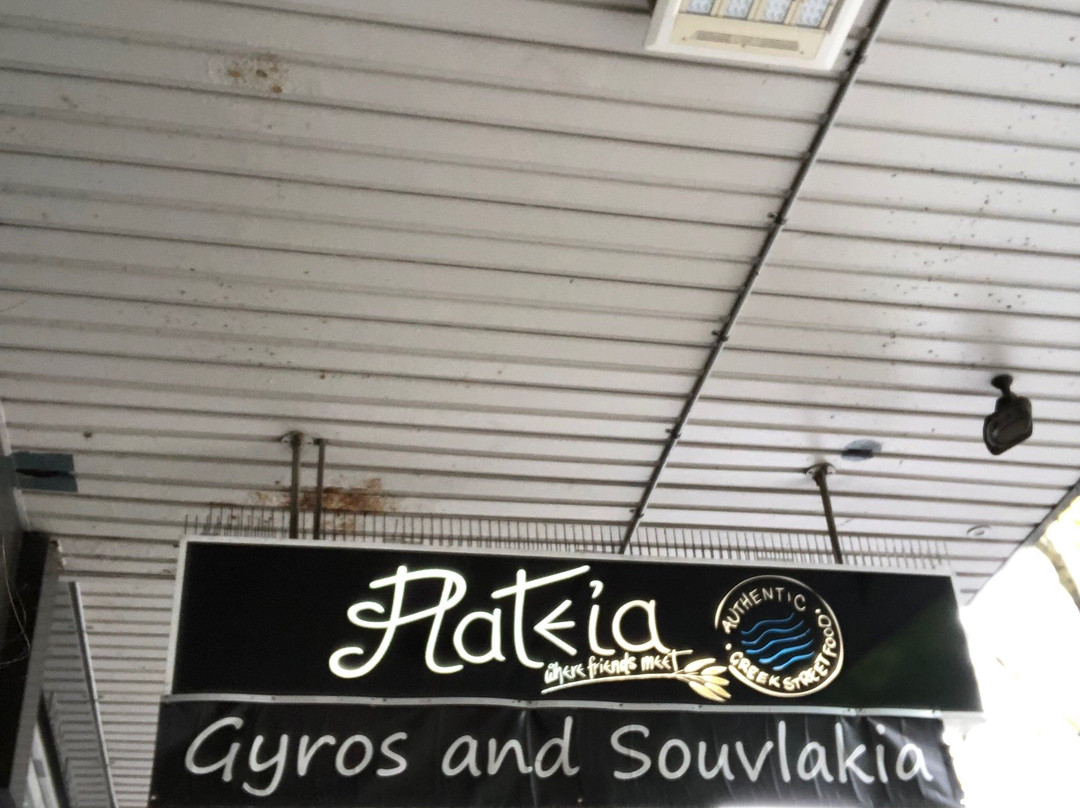 Plateia
where friends meet
AUTHENTIC
GREEK STREET FOOD
Gyros and Souvlakia